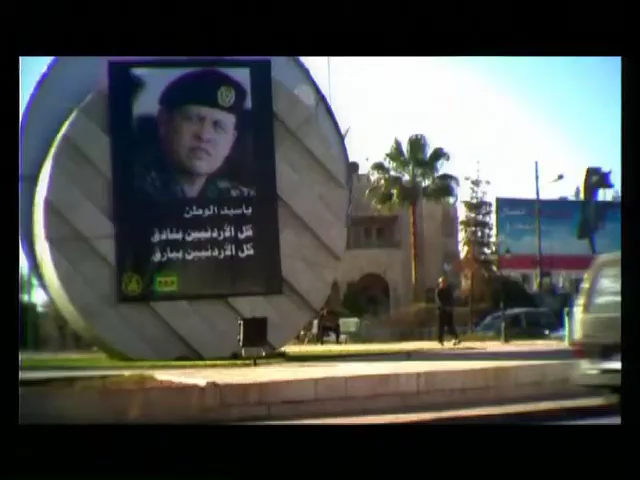 ياسيد الوطن
كل الأردنيين بنادق
كل الأردنيين بيارق